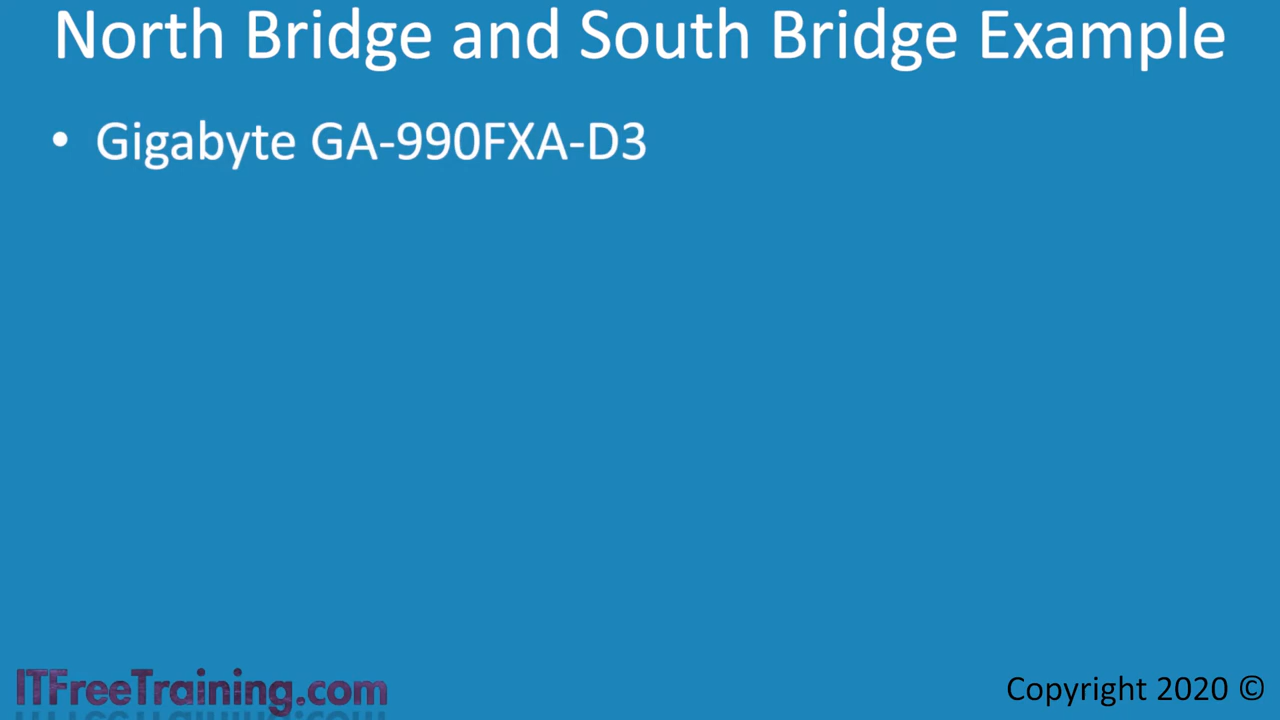 North Bridge and South Bridge Example
• Gigabyte GA-990FXA-D3
ITFreeTraining.com
Copyright 2020 ©